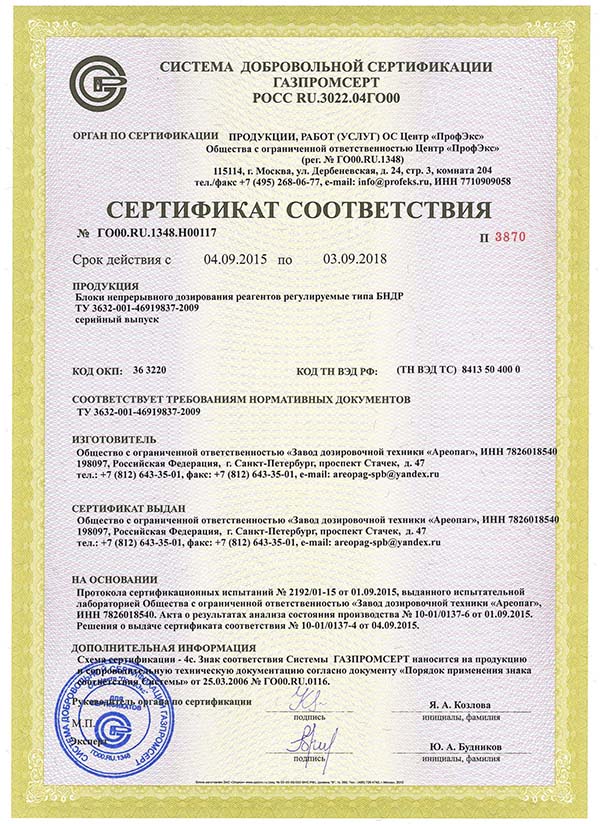 СИСТЕМА ДОБРОВОЛЬНОЙ СЕРТИФИКАЦИИ
ГАЗПРОМСЕРТ
РОСС RU.3022.04ГО00
ОРГАН ПО СЕРТИФИКАЦИИ ПРОДУКЦИИ, РАБОТ (УСЛУГ) ОС Центр «ПрофЭкс»
Общества с ограниченной ответственностью Центр «ПрофЭкс»
(рег. № ГО00.RU.1348)
115114, г. Москва, ул. Дербеневская, д. 24, стр. 3, комната 204
тел./факс +7 (495) 268-06-77, e-mail: info@profeks.ru, ИНН 7710909058
СЕРТИФИКАТ СООТВЕТСТВИЯ
№ ГО00.RU.1348.Н00117
П 3870
Срок действия с 04.09.2015 по 03.09.2018
ПРОДУКЦИЯ
Блоки непрерывного дозирования реагентов регулируемые типа БНДР
ТУ 3632-001-46919837-2009
серийный выпуск
КОД ОКП: 36 3220 КОД ТН ВЭД РФ: (ТН ВЭД ТС) 8413 50 400 0
СООТВЕТСТВУЕТ ТРЕБОВАНИЯМ НОРМАТИВНЫХ ДОКУМЕНТОВ
ТУ 3632-001-46919837-2009
ИЗГОТОВИТЕЛЬ
Общество с ограниченной ответственностью «Завод дозировочной техники «Ареопаг», ИНН 7826018540
198097, Российская Федерация, г. Санкт-Петербург, проспект Стачек, д. 47
тел.: +7 (812) 643-35-01, факс: +7 (812) 643-35-01, e-mail: areopag-spb@yandex.ru
СЕРТИФИКАТ ВЫДАН
Общество с ограниченной ответственностью «Завод дозировочной техники «Ареопаг», ИНН 7826018540
198097, Российская Федерация, г. Санкт-Петербург, проспект Стачек, д. 47
тел.: +7 (812) 643-35-01, факс: +7 (812) 643-35-01, e-mail: areopag-spb@yandex.ru
НА ОСНОВАНИИ
Протокола сертификационных испытаний № 2192/01-15 от 01.09.2015, выданного испытательной
лабораторией Общества с ограниченной ответственностью «Завод дозировочной техники «Ареопаг»,
ИНН 7826018540. Акта о результатах анализа состояния производства № 10-01/0137-6 от 01.09.2015.
Решения о выдаче сертификата соответствия № 10-01/0137-4 от 04.09.2015.
ДОПОЛНИТЕЛЬНАЯ ИНФОРМАЦИЯ
Схема сертификации - 4с. Знак соответствия Системы ГАЗПРОМСЕРТ наносится на продукцию
и сопроводительную техническую документацию согласно документу «Порядок применения знака
соответствия Системы» от 25.03.2006 № ГО00.RU.0116.
Руководитель органа по сертификации
Я. А. Козлова
подпись инициалы, фамилия
М.П.
Эксперт
Ю. А. Будников
подпись инициалы, фамилия
СИСТЕМА ДОБРОВОЛЬНОЙ СЕРТИФИКАЦИИ ГАЗПРОМСЕРТ
ДЛЯ
СЕРТИФИКАТОВ
ГО00.RU.1348